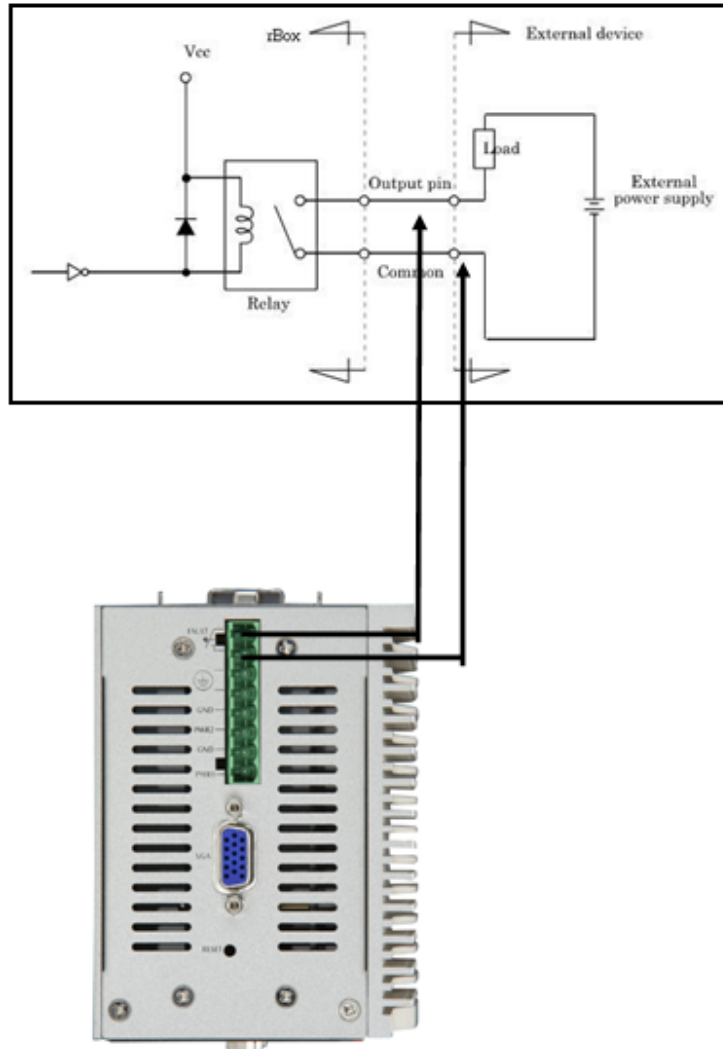 rBox
External device
Vcc
Load
Output pin
External
power supply
Common
Relay
FAULT
GND
PWR2
GND
PWR1
VGA
RESET